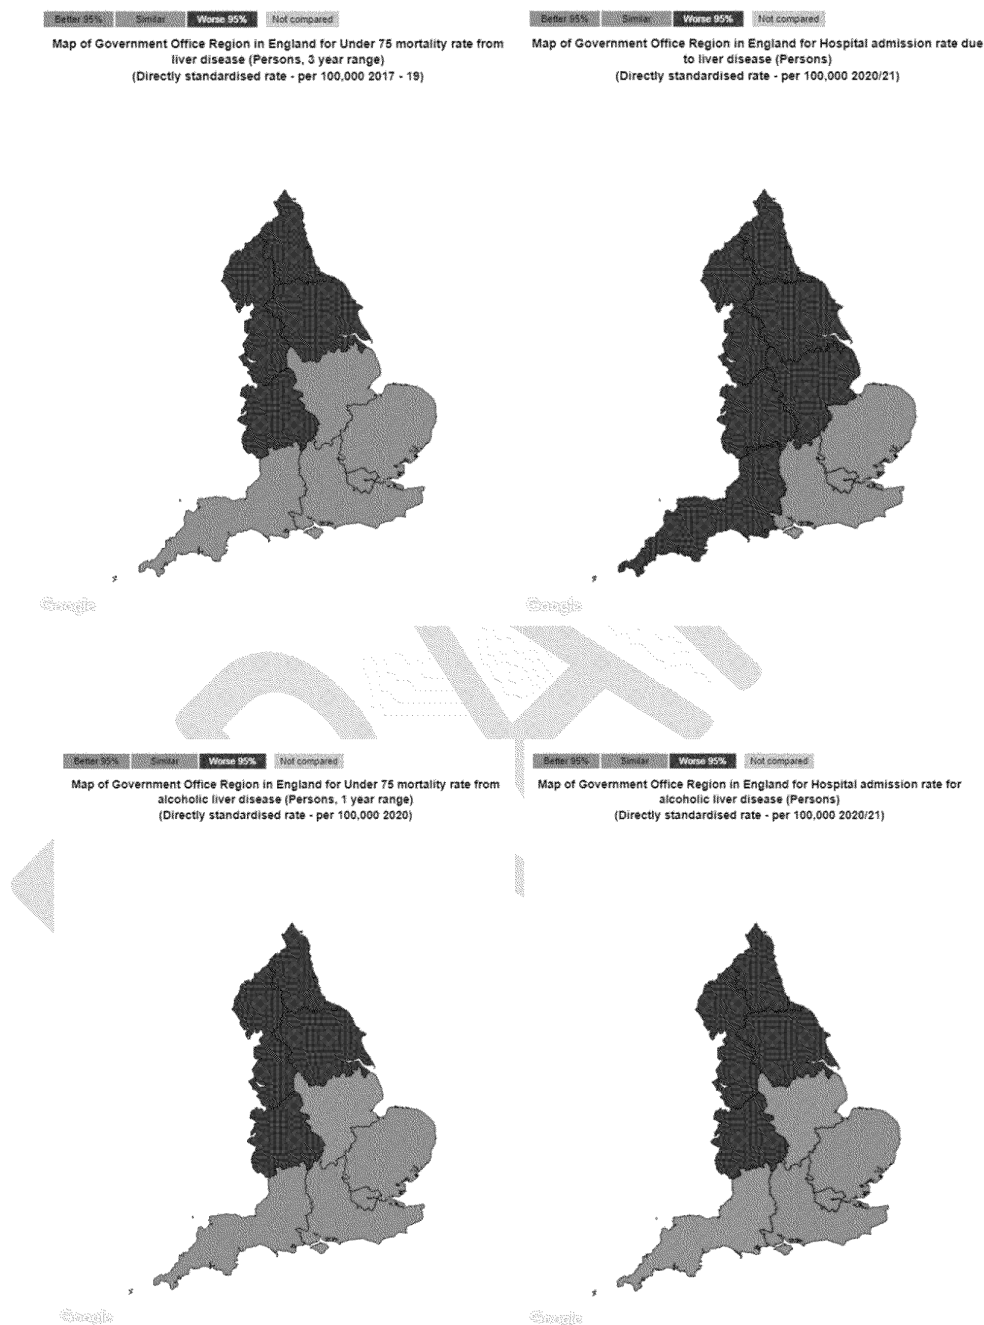 Better 95% Similar Worse 95% Not compared
Map of Government Office Region in England for Under 75 mortality rate from
liver disease (Persons, 3 year range)
(Directly standardised rate - per 100,000 2017 - 19)
Google
Better 95% Similar Worse 95% Not compared
Map of Government Office Region in England for Hospital admission rate due
to liver disease (Persons)
(Directly standardised rate - per 100,000 2020/21)
Google
Better 95% Similar Worse 95% Not compared
Map of Government Office Region in England for Under 75 mortality rate from
alcoholic liver disease (Persons, 1 year range)
(Directly standardised rate - per 100,000 2020)
Google
Better 95% Similar Worse 95% Not compared
Map of Government Office Region in England for Hospital admission rate for
alcoholic liver disease (Persons)
(Directly standardised rate - per 100,000 2020/21)
Google